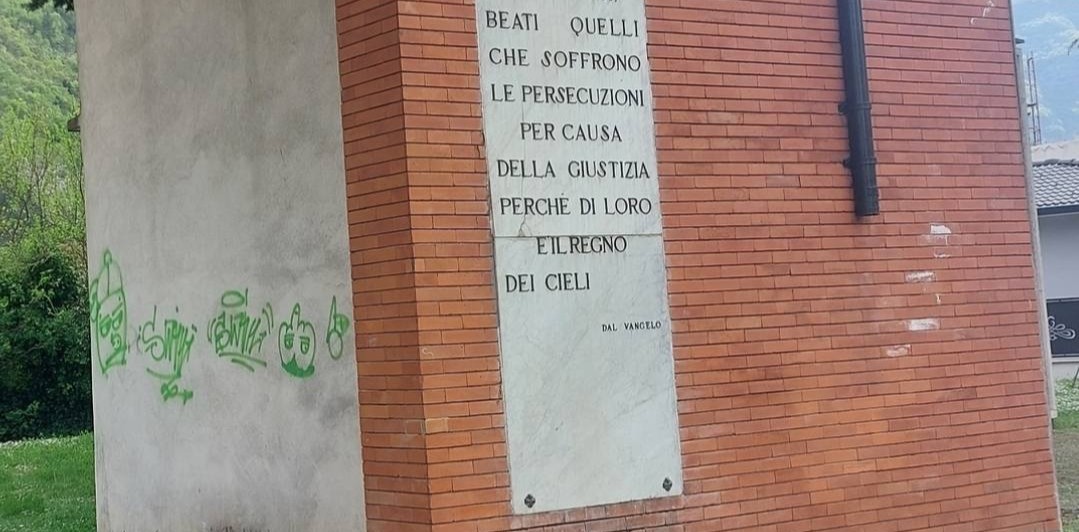 BEATI QUELLI
CHE SOFFRONO
LE PERSECUZIONI
PER CAUSA
DELLA GIUSTIZIA
PERCHÈ DI LORO
E IL REGNO
DEI CIELI
DAL VANGELO